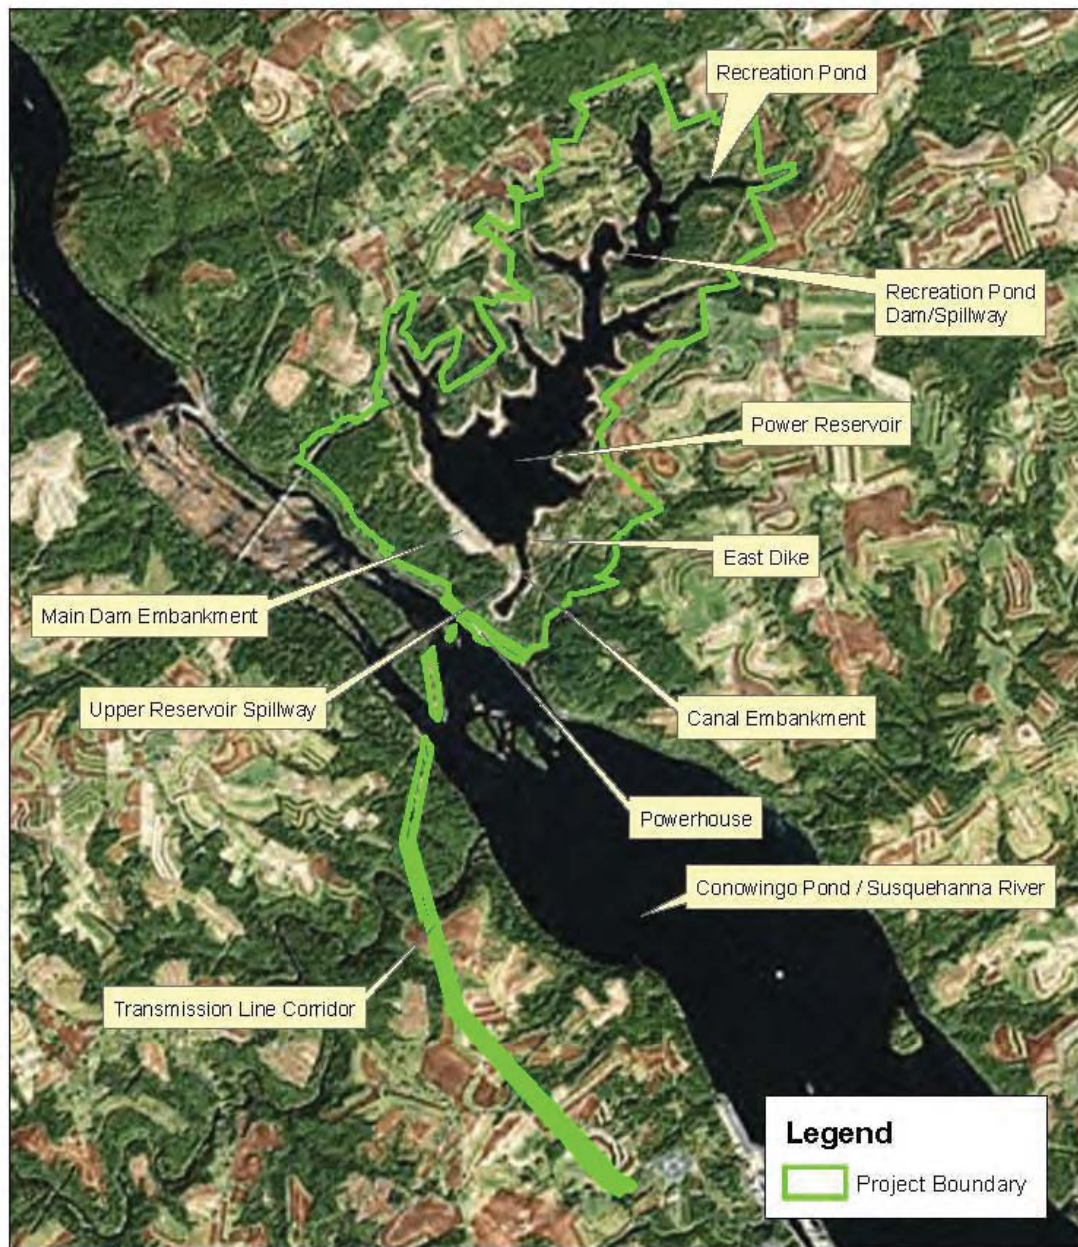 Recreation Pond
Recreation Pond
Dam/Spillway
Power Reservoir
East Dike
Main Dam Embankment
Upper Reservoir Spillway
Canal Embankment
Powerhouse
Conowingo Pond / Susquehanna River
Transmission Line Corridor
Legend
Project Boundary